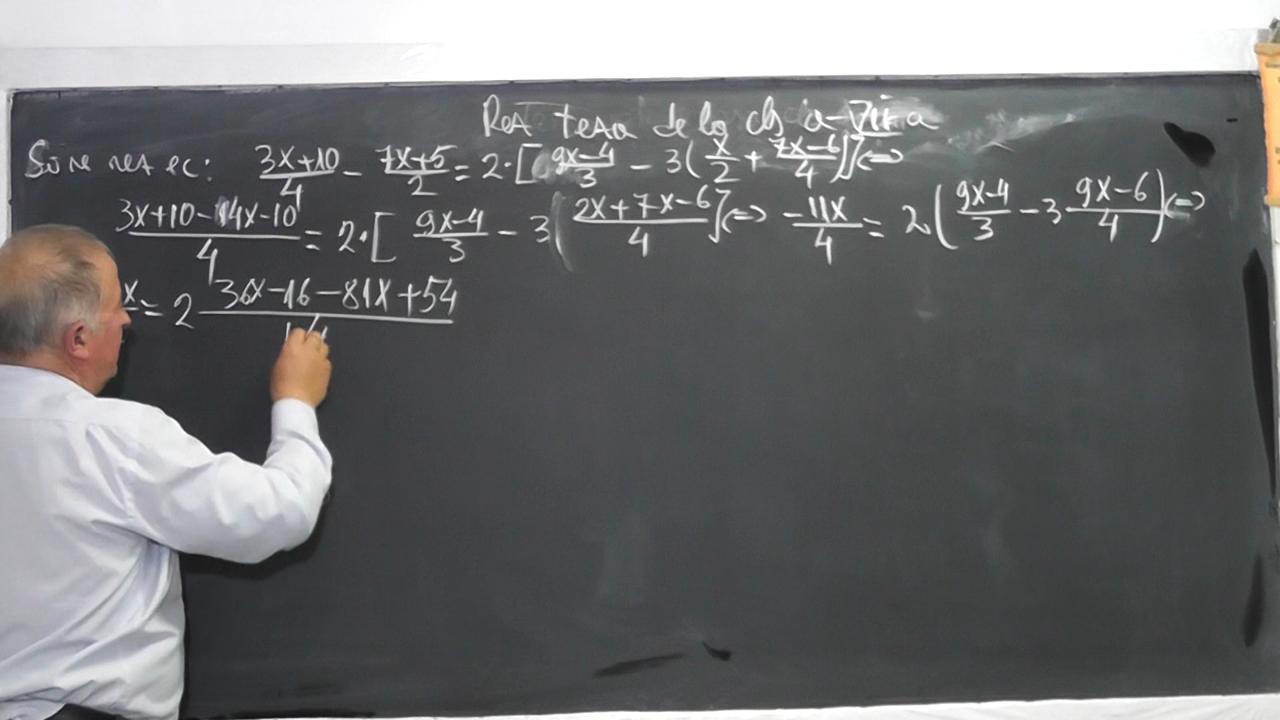 Rez tema de la cls a-VII-a
Să se rez ec: (3x+10)/4 - (7x+5)/2 = 2·[(9x-4)/3 - 3(x/2 + (7x-6)/4)] <=>
(3x+10-14x-10)/4 = 2·[(9x-4)/3 - 3(2x+7x-6)/4] <=> -11x/4 = 2((9x-4)/3 - 3(9x-6)/4) <=>
x = 2 (36x-16-81x+54)/